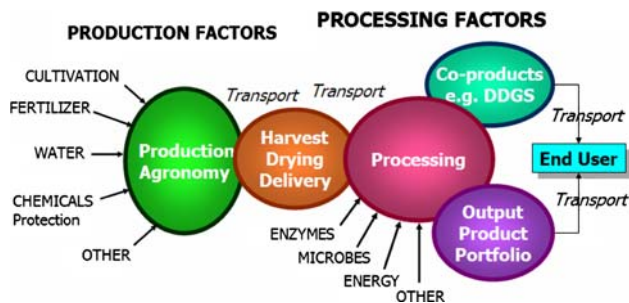 PRODUCTION FACTORS
PROCESSING FACTORS
CULTIVATION
FERTILIZER
WATER
CHEMICALS
Protection
OTHER
Production
Agronomy
Transport
Harvest
Drying
Delivery
Transport
Processing
ENZYMES
MICROBES
ENERGY
OTHER
Co-products
e.g. DDGS
Output
Product
Portfolio
Transport
End User
Transport